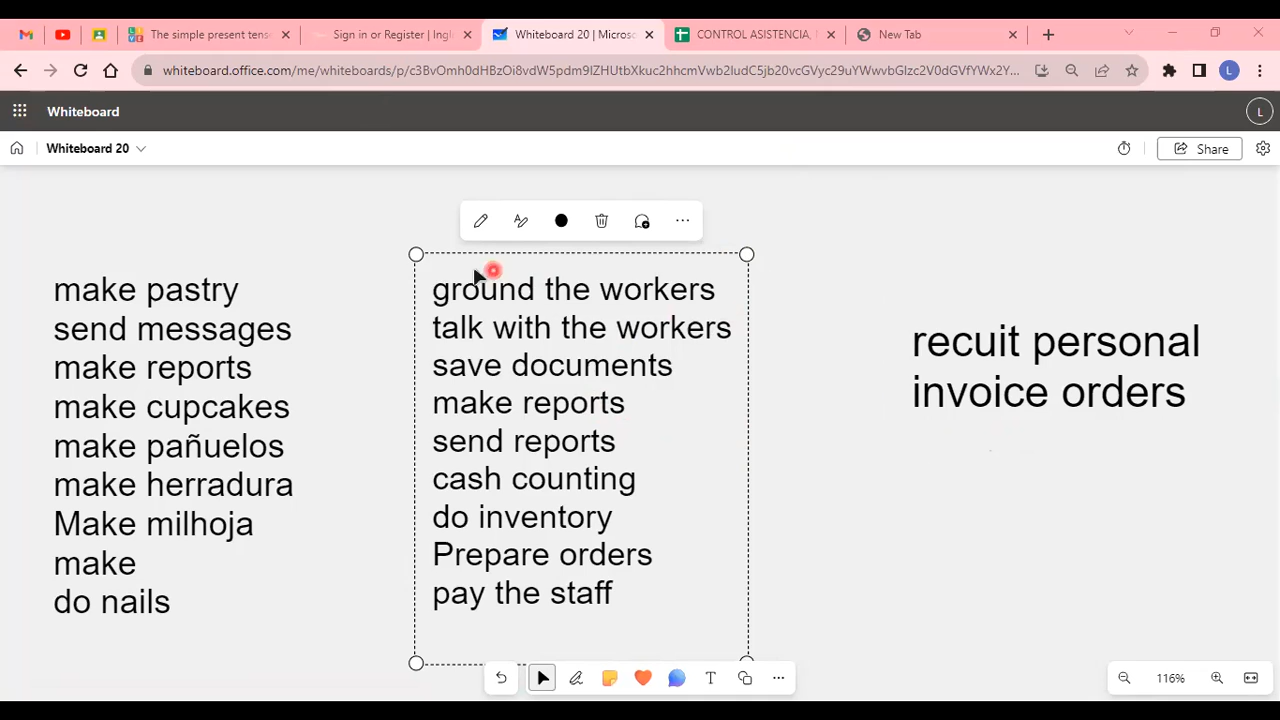 The simple present tens
Sign in or Register | Ingl
Whiteboard 20 | Micros
CONTROL ASISTENCIA,
New Tab
L
Whiteboard
L
Whiteboard 20
Share
make pastry
send messages
make reports
make cupcakes
make pañuelos
make herradura
Make milhoja
make
do nails
ground the workers
talk with the workers
save documents
make reports
send reports
cash counting
do inventory
Prepare orders
pay the staff
recuit personal
invoice orders
116%